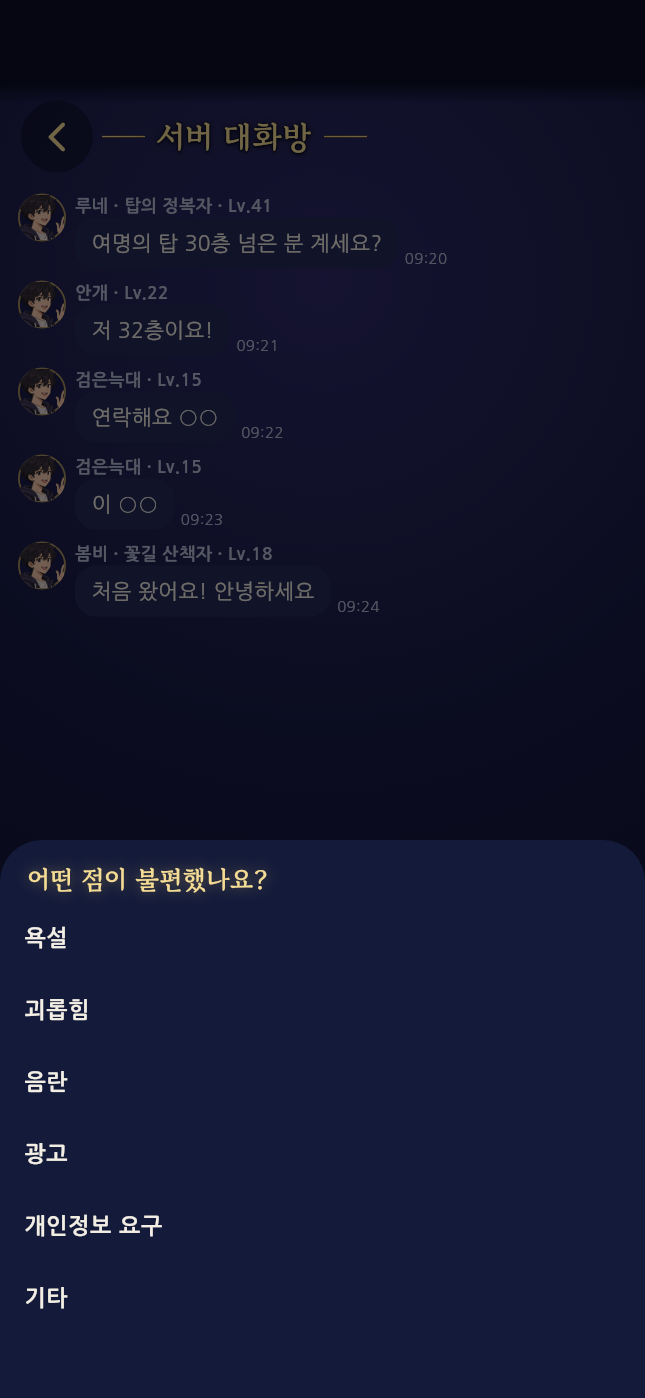 서버 대화방
루네 · 탑의 정복자 · Lv.41
여명의 탑 30층 넘은 분 계세요?
09:20
안개 · Lv.22
저 32층이요!
09:21
검은늑대 · Lv.15
연락해요 ○○
09:22
검은늑대 · Lv.15
이 ○○
09:23
봄비 · 꽃길 산책자 · Lv.18
처음 왔어요! 안녕하세요
09:24
어떤 점이 불편했나요?
욕설
괴롭힘
음란
광고
개인정보 요구
기타